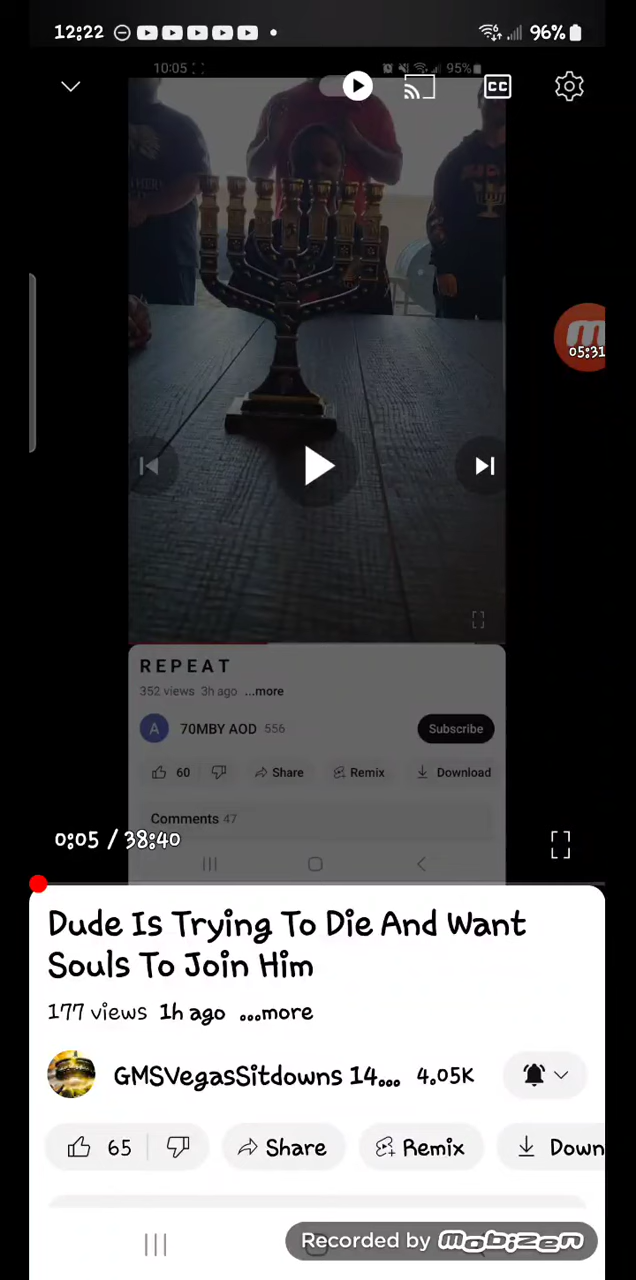 12:22
96%
10:05
95%
CC
05:31
REPEAT
352 views 3h ago ...more
A 70MBY AOD 556
Subscribe
60 Share Remix Download
Comments 47
0:05 / 38:40
Dude Is Trying To Die And Want
Souls To Join Him
177 views 1h ago ...more
GMSVegasSitdowns 14... 4.05K
65 Share Remix Down
Recorded by mobizen